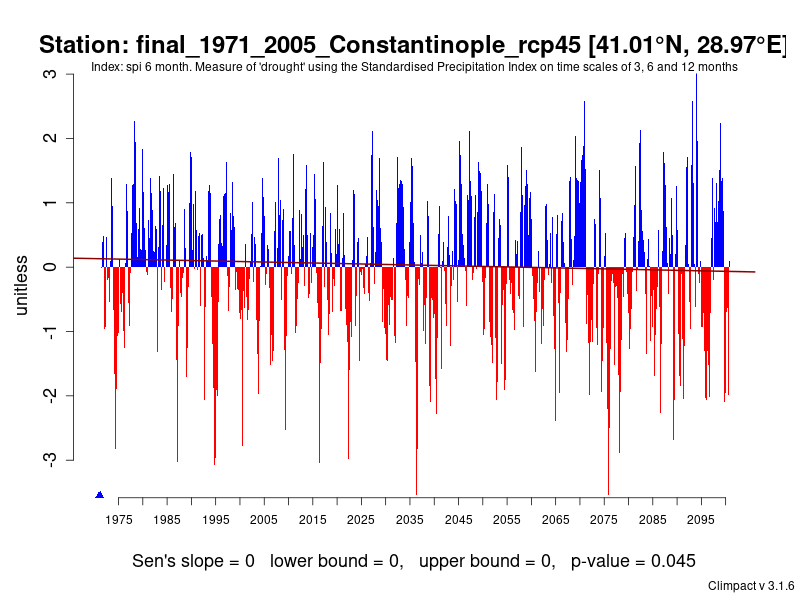 Station: final_1971_2005_Constantinople_rcp45 [41.01°N, 28.97°E]
Index: spi 6 month. Measure of 'drought' using the Standardised Precipitation Index on time scales of 3, 6 and 12 months
3
2
1
0
-1
-2
-3
unitless
1975 1985 1995 2005 2015 2025 2035 2045 2055 2065 2075 2085 2095
Sen's slope = 0 lower bound = 0, upper bound = 0, p-value = 0.045
Climpact v 3.1.6